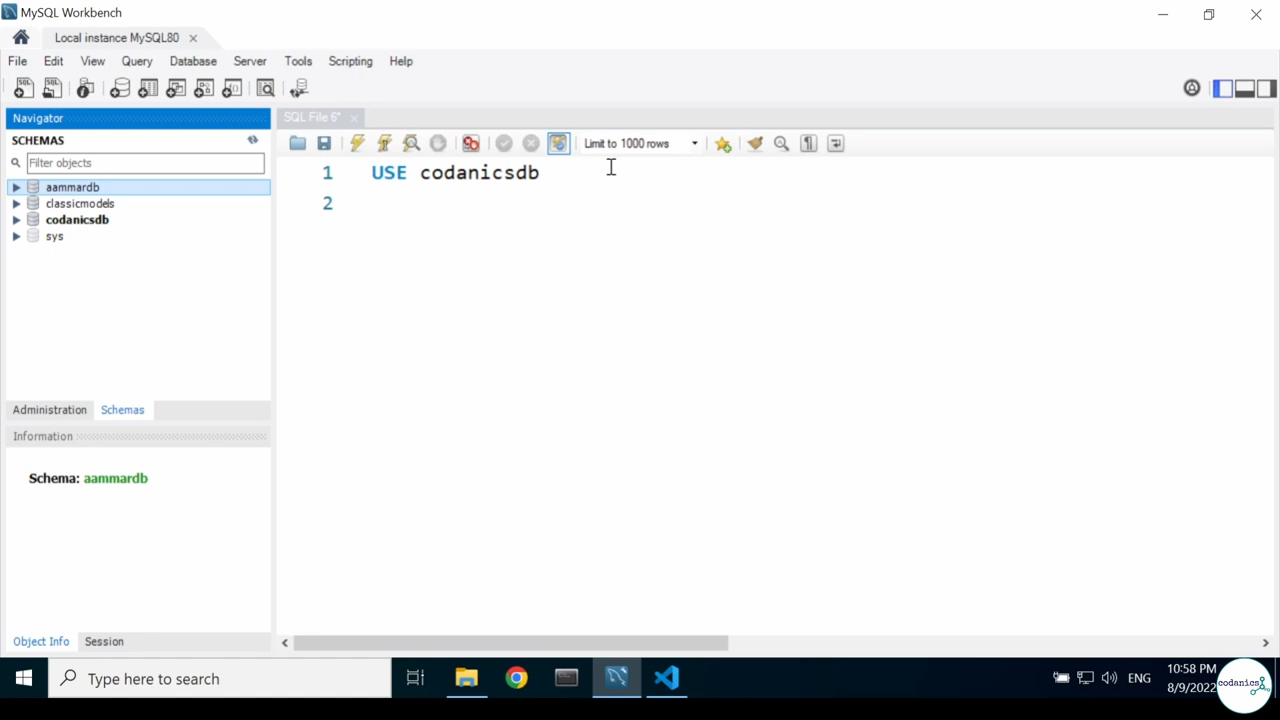 MySQL Workbench
Local instance MySQL80
File Edit View Query Database Server Tools Scripting Help
Navigator
SCHEMAS
Filter objects
aammardb
classicmodels
codanicsdb
sys
Administration Schemas
Information
Schema: aammardb
Object Info Session
SQL File 6*
Limit to 1000 rows
1 USE codanicsdb
2
Type here to search
ENG
10:58 PM
8/9/2022
codanics